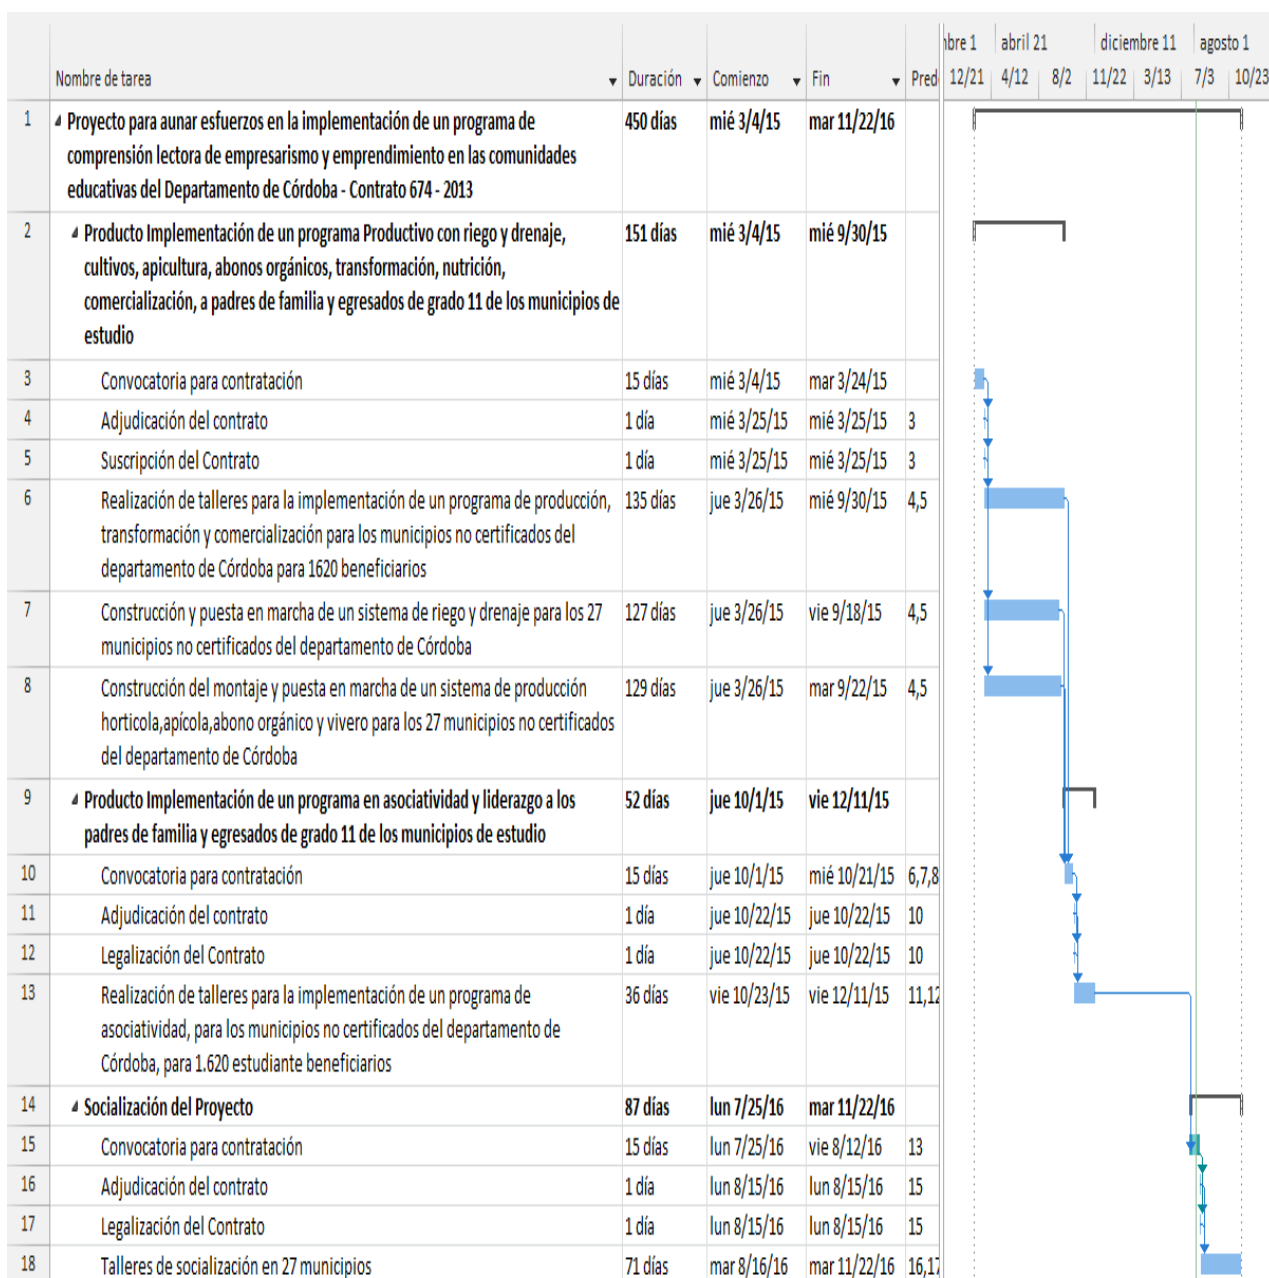 nbre 1 abril 21 diciembre 11 agosto 1
Nombre de tarea Duración Comienzo Fin Pred 12/21 4/12 8/2 11/22 3/13 7/3 10/23
1 Proyecto para aunar esfuerzos en la implementación de un programa de 450 días mié 3/4/15 mar 11/22/16
comprensión lectora de empresarismo y emprendimiento en las comunidades
educativas del Departamento de Córdoba - Contrato 674 - 2013
2 Producto Implementación de un programa Productivo con riego y drenaje, 151 días mié 3/4/15 mié 9/30/15
cultivos, apicultura, abonos orgánicos, transformación, nutrición,
comercialización, a padres de familia y egresados de grado 11 de los municipios de
estudio
3 Convocatoria para contratación 15 días mié 3/4/15 mar 3/24/15
4 Adjudicación del contrato 1 día mié 3/25/15 mié 3/25/15 3
5 Suscripción del Contrato 1 día mié 3/25/15 mié 3/25/15 3
6 Realización de talleres para la implementación de un programa de producción, 135 días jue 3/26/15 mié 9/30/15 4,5
transformación y comercialización para los municipios no certificados del
departamento de Córdoba para 1620 beneficiarios
7 Construcción y puesta en marcha de un sistema de riego y drenaje para los 27 127 días jue 3/26/15 vie 9/18/15 4,5
municipios no certificados del departamento de Córdoba
8 Construcción del montaje y puesta en marcha de un sistema de producción 129 días jue 3/26/15 mar 9/22/15 4,5
horticola,apícola,abono orgánico y vivero para los 27 municipios no certificados
del departamento de Córdoba
9 Producto Implementación de un programa en asociatividad y liderazgo a los 52 días jue 10/1/15 vie 12/11/15
padres de familia y egresados de grado 11 de los municipios de estudio
10 Convocatoria para contratación 15 días jue 10/1/15 mié 10/21/15 6,7,8
11 Adjudicación del contrato 1 día jue 10/22/15 jue 10/22/15 10
12 Legalización del Contrato 1 día jue 10/22/15 jue 10/22/15 10
13 Realización de talleres para la implementación de un programa de 36 días vie 10/23/15 vie 12/11/15 11,12
asociatividad, para los municipios no certificados del departamento de
Córdoba, para 1.620 estudiante beneficiarios
14 Socialización del Proyecto 87 días lun 7/25/16 mar 11/22/16
15 Convocatoria para contratación 15 días lun 7/25/16 vie 8/12/16 13
16 Adjudicación del contrato 1 día lun 8/15/16 lun 8/15/16 15
17 Legalización del Contrato 1 día lun 8/15/16 lun 8/15/16 15
18 Talleres de socialización en 27 municipios 71 días mar 8/16/16 mar 11/22/16 16,17